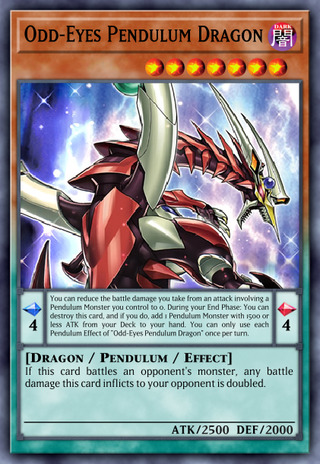 Odd-Eyes Pendulum Dragon
DARK
闇
You can reduce the battle damage you take from an attack involving a
Pendulum Monster you control to 0. During your End Phase: You can
destroy this card, and if you do, add 1 Pendulum Monster with 1500 or
less ATK from your Deck to your hand. You can only use each
Pendulum Effect of "Odd-Eyes Pendulum Dragon" once per turn.
4
4
[Dragon / Pendulum / Effect]
If this card battles an opponent's monster, any battle
damage this card inflicts to your opponent is doubled.
ATK/2500 DEF/2000